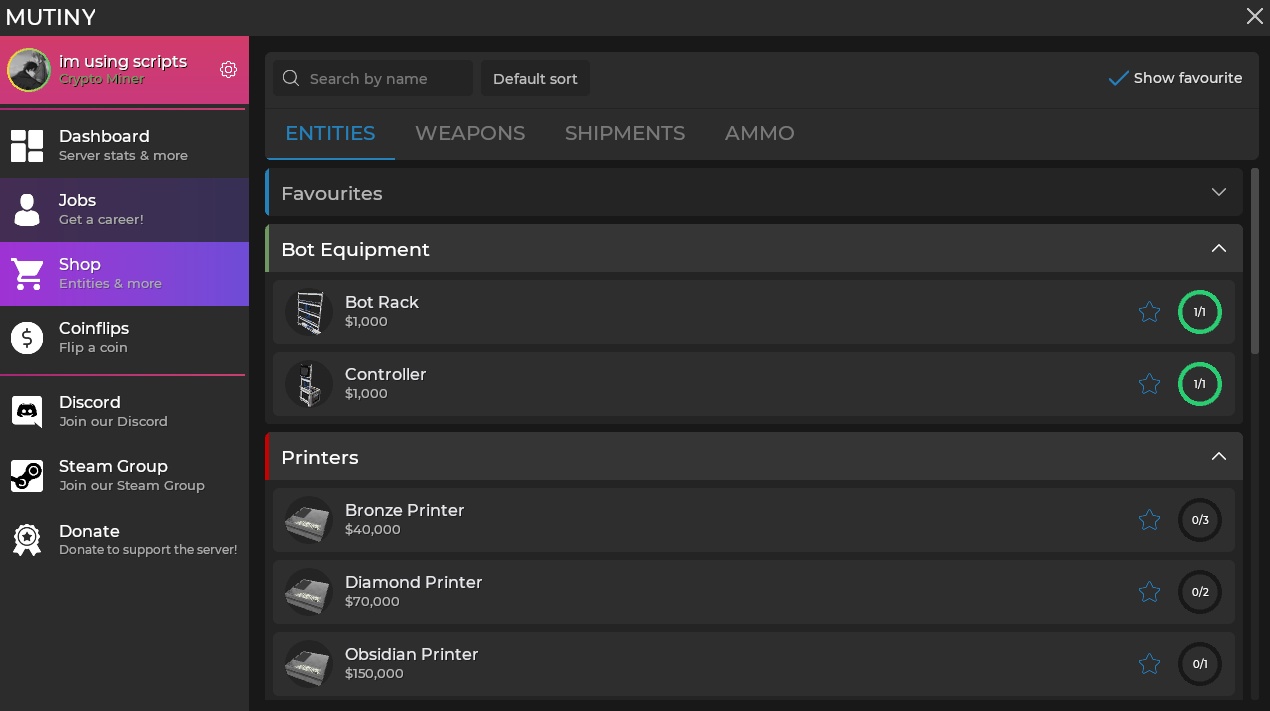 MUTINY
im using scripts
Crypto Miner
Dashboard
Server stats & more
Jobs
Get a career!
Shop
Entities & more
Coinflips
Flip a coin
Discord
Join our Discord
Steam Group
Join our Steam Group
Donate
Donate to support the server!
Search by name
Default sort
Show favourite
ENTITIES
WEAPONS
SHIPMENTS
AMMO
Favourites
Bot Equipment
Bot Rack
$1,000
1/1
Controller
$1,000
1/1
Printers
Bronze Printer
$40,000
0/3
Diamond Printer
$70,000
0/2
Obsidian Printer
$150,000
0/1